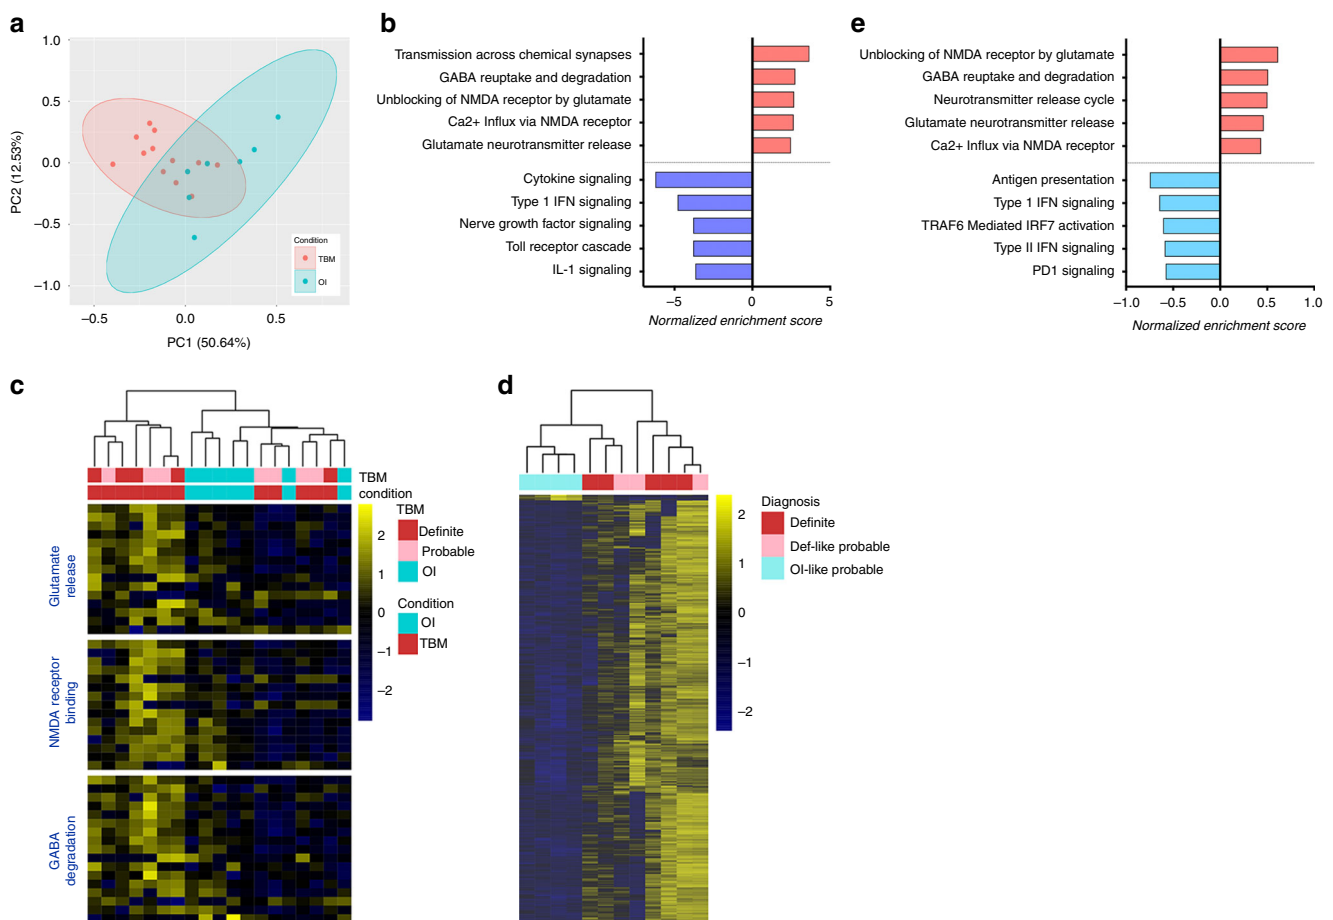 a
1.0
0.5
0.0
−0.5
−1.0
PC2 (12.53%)
−0.5
0.0
0.5
PC1 (50.64%)
Condition
TBM
OI
b
Transmission across chemical synapses
GABA reuptake and degradation
Unblocking of NMDA receptor by glutamate
Ca2+ Influx via NMDA receptor
Glutamate neurotransmitter release
Cytokine signaling
Type 1 IFN signaling
Nerve growth factor signaling
Toll receptor cascade
IL-1 signaling
−5
0
5
Normalized enrichment score
e
Unblocking of NMDA receptor by glutamate
GABA reuptake and degradation
Neurotransmitter release cycle
Glutamate neurotransmitter release
Ca2+ Influx via NMDA receptor
Antigen presentation
Type 1 IFN signaling
TRAF6 Mediated IRF7 activation
Type II IFN signaling
PD1 signaling
−1.0
−0.5
0.0
0.5
1.0
Normalized enrichment score
c
TBM
condition
Glutamate
release
NMDA receptor
binding
GABA
degradation
2
1
0
−1
−2
TBM
Definite
Probable
OI
Condition
OI
TBM
d
2
1
0
−1
−2
Diagnosis
Definite
Def-like probable
OI-like probable